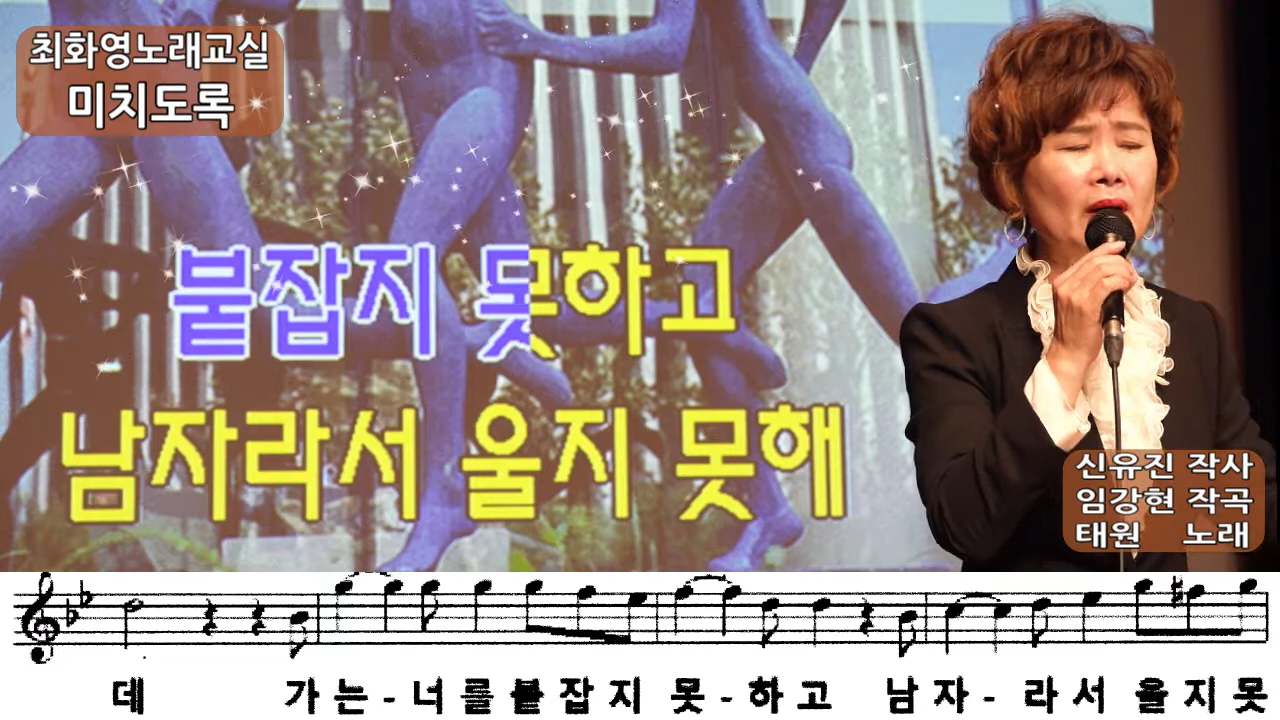 최화영노래교실
미치도록
붙잡지 못하고
남자라서 울지 못해
신유진 작사
임강현 작곡
태원 노래
데 가는-너를붙잡지 못-하고 남자-라서 울지못